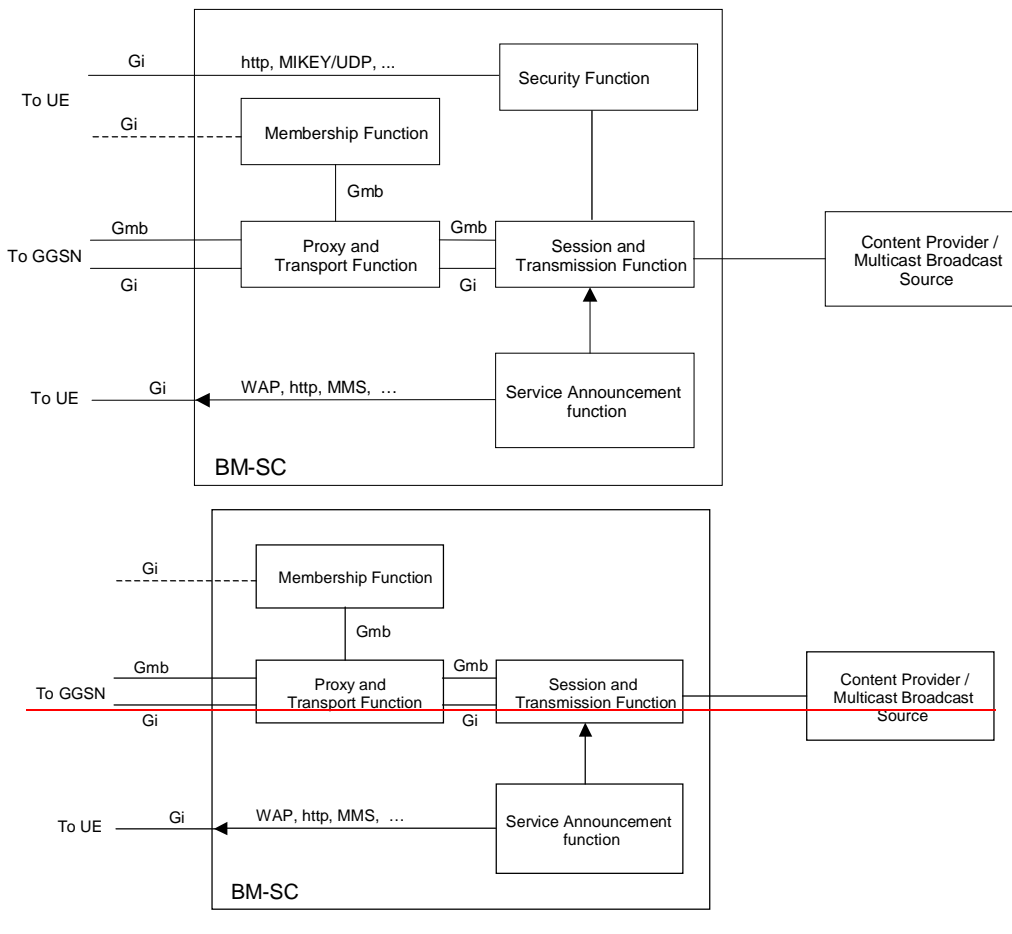 Gi
http, MIKEY/UDP, ...
Security Function
To UE
Gi
Membership Function
Gmb
Gmb
Gmb
To GGSN
Proxy and
Transport Function
Session and
Transmission Function
Content Provider /
Multicast Broadcast
Source
Gi
Gi
To UE
Gi
WAP, http, MMS, ...
Service Announcement
function
BM-SC
Gi
Membership Function
Gmb
Gmb
Gmb
To GGSN
Proxy and
Transport Function
Session and
Transmission Function
Content Provider /
Multicast Broadcast
Source
Gi
Gi
To UE
Gi
WAP, http, MMS, ...
Service Announcement
function
BM-SC